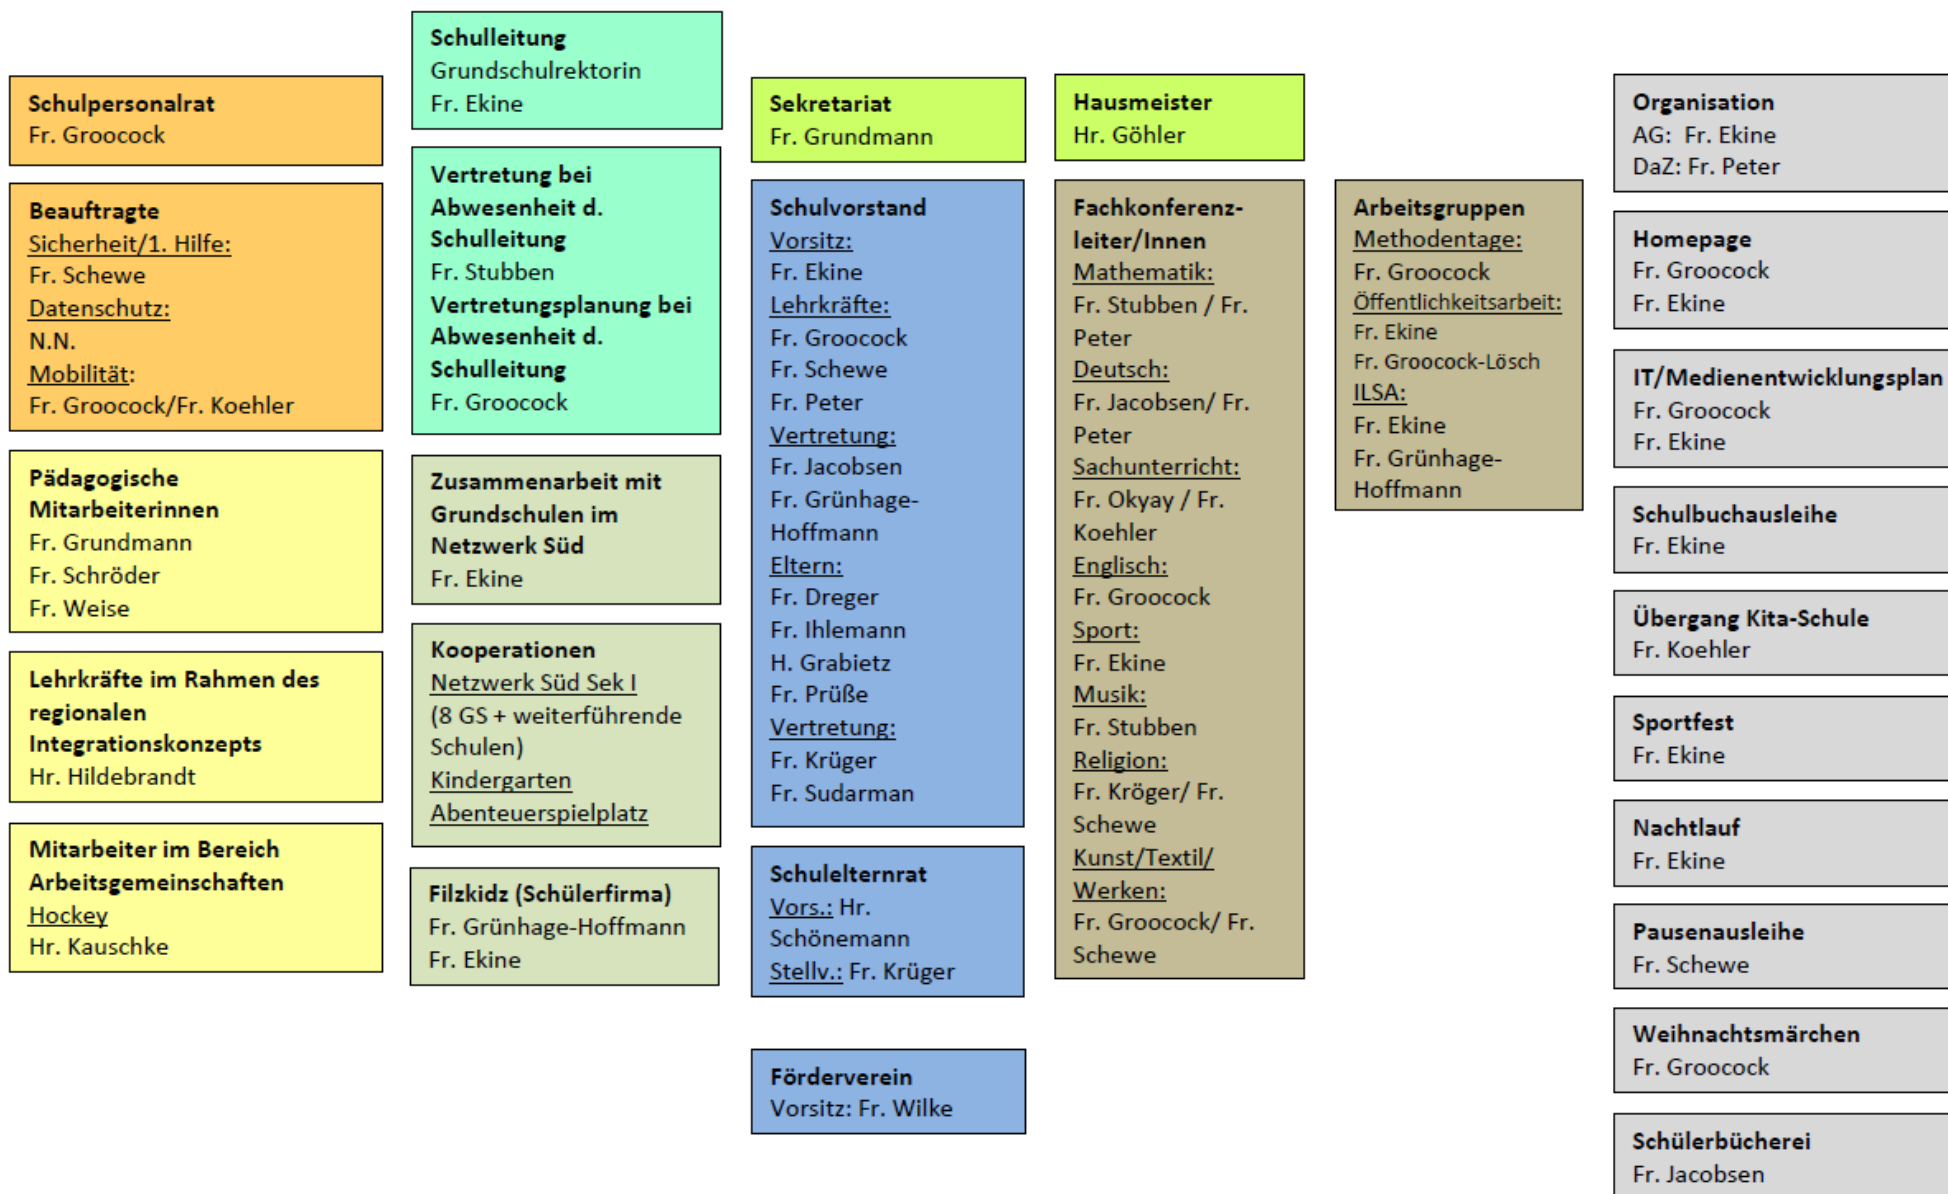 Schulpersonalrat
Fr. Groocock
Beauftragte
Sicherheit/1. Hilfe:
Fr. Schewe
Datenschutz:
N.N.
Mobilität:
Fr. Groocock/Fr. Koehler
Pädagogische
Mitarbeiterinnen
Fr. Grundmann
Fr. Schröder
Fr. Weise
Lehrkräfte im Rahmen des
regionalen
Integrationskonzepts
Hr. Hildebrandt
Mitarbeiter im Bereich
Arbeitsgemeinschaften
Hockey
Hr. Kauschke
Schulleitung
Grundschulrektorin
Fr. Ekine
Vertretung bei
Abwesenheit d.
Schulleitung
Fr. Stubben
Vertretungsplanung bei
Abwesenheit d.
Schulleitung
Fr. Groocock
Zusammenarbeit mit
Grundschulen im
Netzwerk Süd
Fr. Ekine
Kooperationen
Netzwerk Süd Sek I
(8 GS + weiterführende
Schulen)
Kindergarten
Abenteuerspielplatz
Filzkidz (Schülerfirma)
Fr. Grünhage-Hoffmann
Fr. Ekine
Sekretariat
Fr. Grundmann
Schulvorstand
Vorsitz:
Fr. Ekine
Lehrkräfte:
Fr. Groocock
Fr. Schewe
Fr. Peter
Vertretung:
Fr. Jacobsen
Fr. Grünhage-
Hoffmann
Eltern:
Fr. Dreger
Fr. Ihlemann
H. Grabietz
Fr. Prüße
Vertretung:
Fr. Krüger
Fr. Sudarman
Schulelternrat
Vors.: Hr.
Schönemann
Stellv.: Fr. Krüger
Förderverein
Vorsitz: Fr. Wilke
Hausmeister
Hr. Göhler
Fachkonferenz-
leiter/Innen
Mathematik:
Fr. Stubben / Fr.
Peter
Deutsch:
Fr. Jacobsen/ Fr.
Peter
Sachunterricht:
Fr. Okyay / Fr.
Koehler
Englisch:
Fr. Groocock
Sport:
Fr. Ekine
Musik:
Fr. Stubben
Religion:
Fr. Kröger/ Fr.
Schewe
Kunst/Textil/
Werken:
Fr. Groocock/ Fr.
Schewe
Arbeitsgruppen
Methodentage:
Fr. Groocock
Öffentlichkeitsarbeit:
Fr. Ekine
Fr. Groocock-Lösch
ILSA:
Fr. Ekine
Fr. Grünhage-
Hoffmann
Organisation
AG: Fr. Ekine
DaZ: Fr. Peter
Homepage
Fr. Groocock
Fr. Ekine
IT/Medienentwicklungsplan
Fr. Groocock
Fr. Ekine
Schulbuchausleihe
Fr. Ekine
Übergang Kita-Schule
Fr. Koehler
Sportfest
Fr. Ekine
Nachtlauf
Fr. Ekine
Pausenausleihe
Fr. Schewe
Weihnachtsmärchen
Fr. Groocock
Schülerbücherei
Fr. Jacobsen